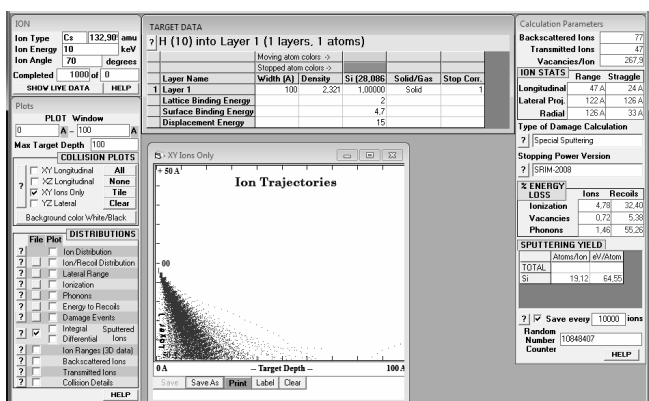 ION
Ion Type Cs 132,90 amu
Ion Energy 10 keV
Ion Angle 70 degrees
Completed 1000 of 0
SHOW LIVE DATA HELP
Plots
PLOT Window
0 A - 100 A
Max Target Depth 100
COLLISION PLOTS
? XY Longitudinal All
XZ Longitudinal None
XY Ions Only Tile
YZ Lateral Clear
Background color White/Black
DISTRIBUTIONS
File Plot
? Ion Distribution
? Ion/Recoil Distribution
? Lateral Range
? Ionization
? Phonons
? Energy to Recoils
? Damage Events
? Integral Sputtered
Differential Ions
? Ion Ranges (3D data)
? Backscattered Ions
? Transmitted Ions
? Collision Details
HELP
TARGET DATA
? H (10) into Layer 1 (1 layers, 1 atoms)
Moving atom colors ->
Stopped atom colors ->
Layer Name Width (A) Density Si (28,086 Solid/Gas Stop Corr.
1 Layer 1 100 2,321 1,00000 Solid 1
Lattice Binding Energy 2
Surface Binding Energy 4,7
Displacement Energy 15
XY Ions Only
+ 50 A
Ion Trajectories
- 00
Layer 1
- 50 A
0 A -- Target Depth -- 100 A
Save Save As Print Label Clear
Calculation Parameters
Backscattered Ions 77
Transmitted Ions 47
Vacancies/Ion 267,9
ION STATS Range Straggle
Longitudinal 47 A 24 A
Lateral Proj. 122 A 126 A
Radial 126 A 33 A
Type of Damage Calculation
? Special Sputtering
Stopping Power Version
? SRIM-2008
% ENERGY LOSS Ions Recoils
Ionization 4,78 32,40
Vacancies 0,72 5,38
Phonons 1,46 55,26
SPUTTERING YIELD
Atoms/Ion eV/Atom
TOTAL
Si 19,12 64,55
? Save every 10000 ions
Random
Number 10848407
Counter
HELP